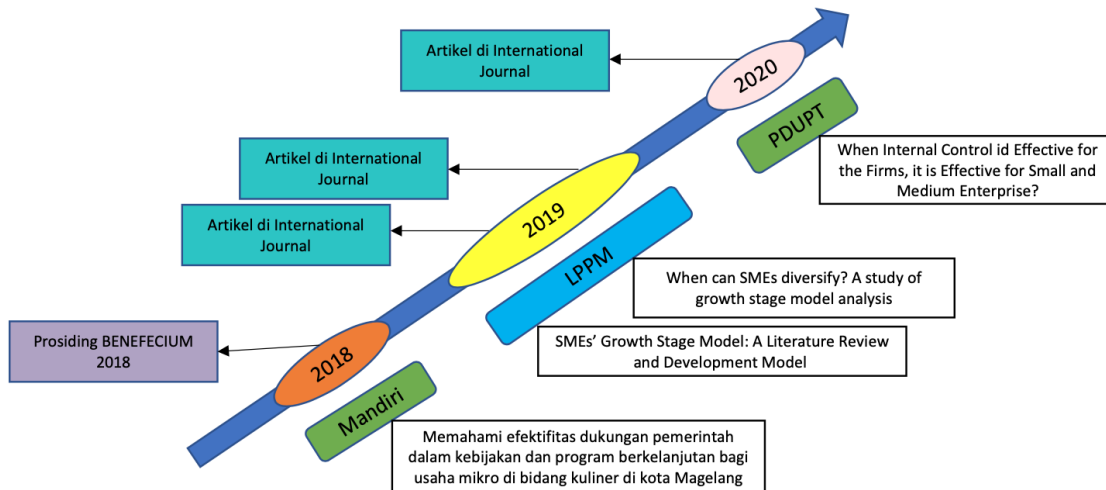 Artikel di International
Journal
2020
PDUPT
When Internal Control id Effective for
the Firms, it is Effective for Small and
Medium Enterprise?
Artikel di International
Journal
Artikel di International
Journal
2019
LPPM
When can SMEs diversify? A study of
growth stage model analysis
SMEs’ Growth Stage Model: A Literature Review
and Development Model
Prosiding BENEFECIUM
2018
2018
Mandiri
Memahami efektifitas dukungan pemerintah
dalam kebijakan dan program berkelanjutan bagi
usaha mikro di bidang kuliner di kota Magelang